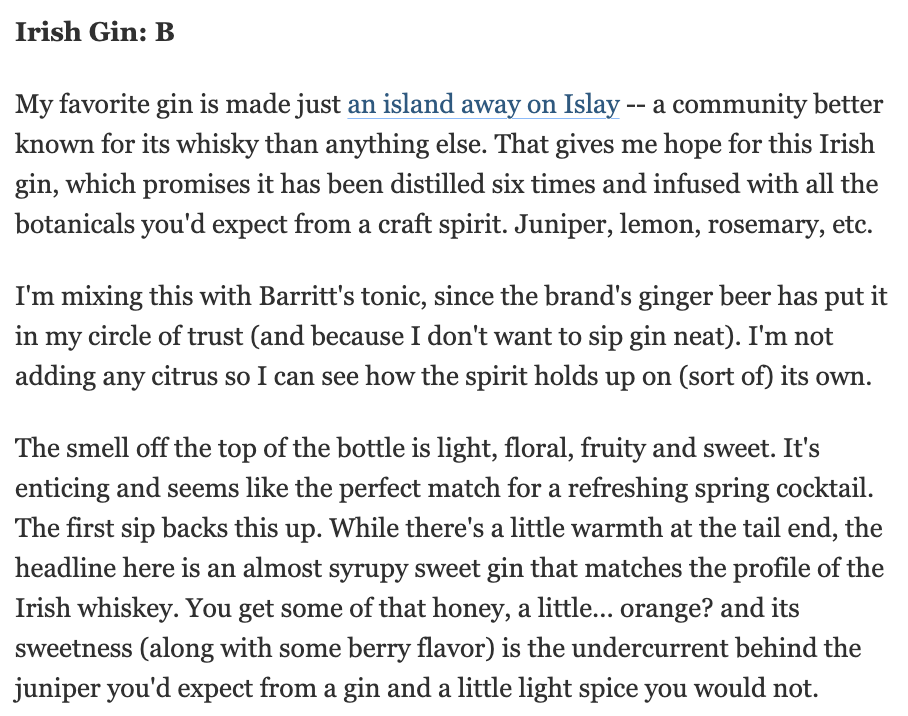 Irish Gin: B
My favorite gin is made just an island away on Islay -- a community better
known for its whisky than anything else. That gives me hope for this Irish
gin, which promises it has been distilled six times and infused with all the
botanicals you'd expect from a craft spirit. Juniper, lemon, rosemary, etc.
I'm mixing this with Barritt's tonic, since the brand's ginger beer has put it
in my circle of trust (and because I don't want to sip gin neat). I'm not
adding any citrus so I can see how the spirit holds up on (sort of) its own.
The smell off the top of the bottle is light, floral, fruity and sweet. It's
enticing and seems like the perfect match for a refreshing spring cocktail.
The first sip backs this up. While there's a little warmth at the tail end, the
headline here is an almost syrupy sweet gin that matches the profile of the
Irish whiskey. You get some of that honey, a little... orange? and its
sweetness (along with some berry flavor) is the undercurrent behind the
juniper you'd expect from a gin and a little light spice you would not.